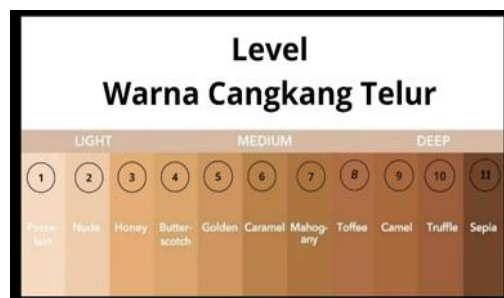 Level
Warna Cangkang Telur
LIGHT MEDIUM DEEP
1 2 3 4 5 6 7 8 9 10 11
Porce-
lain
Nude Honey Butter-
scotch
Golden Caramel Mahog-
any
Toffee Camel Truffle Sepia